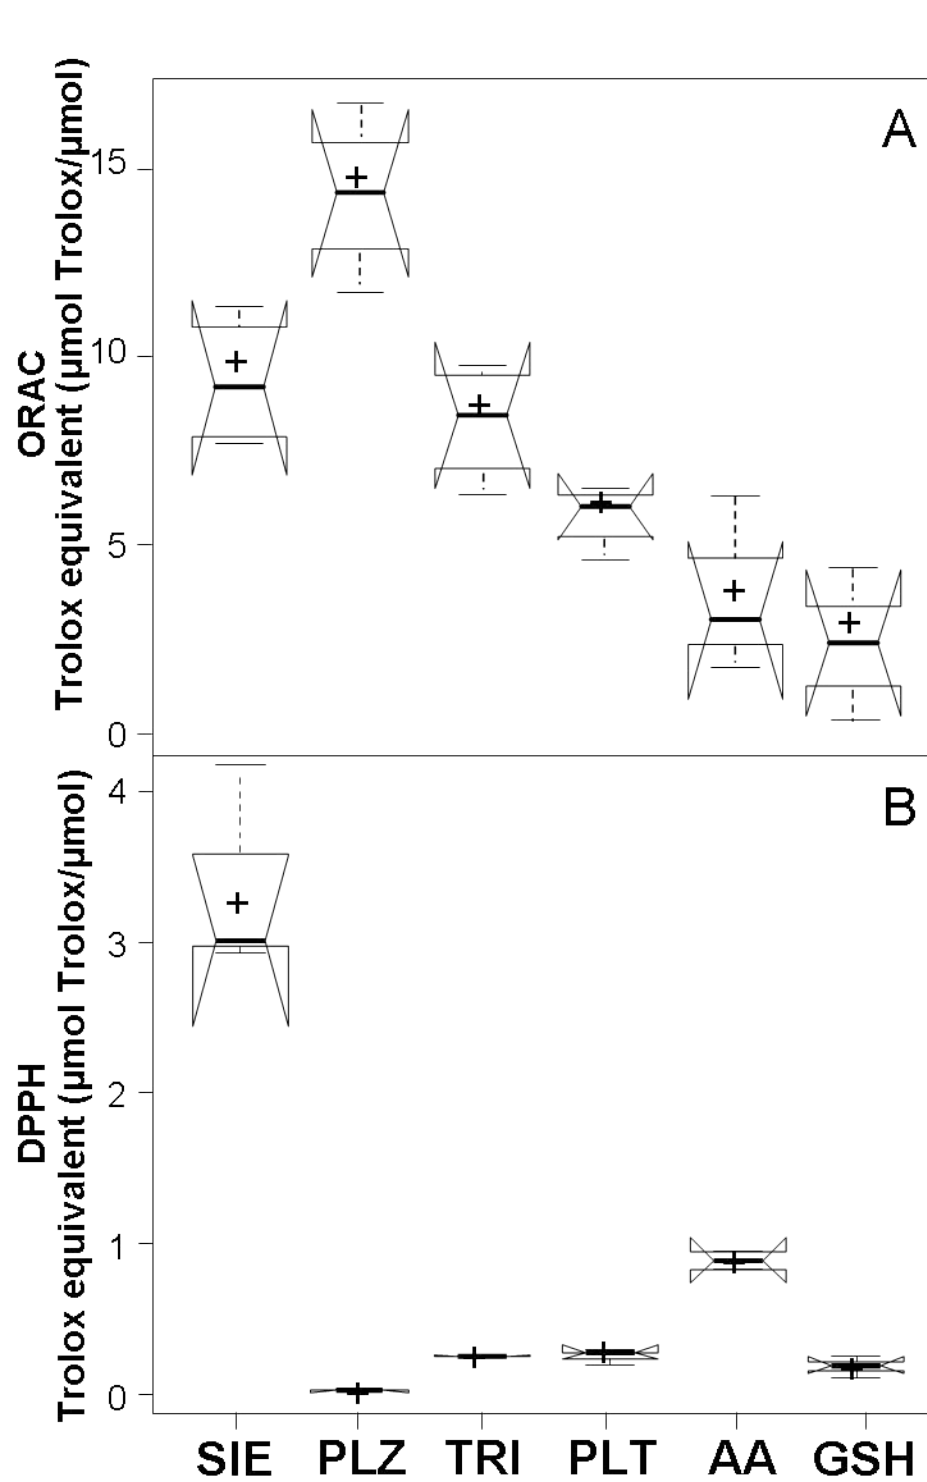 A
ORAC
Trolox equivalent (µmol Trolox/µmol)
15
10
5
0
B
DPPH
Trolox equivalent (µmol Trolox/µmol)
4
3
2
1
0
SIE PLZ TRI PLT AA GSH